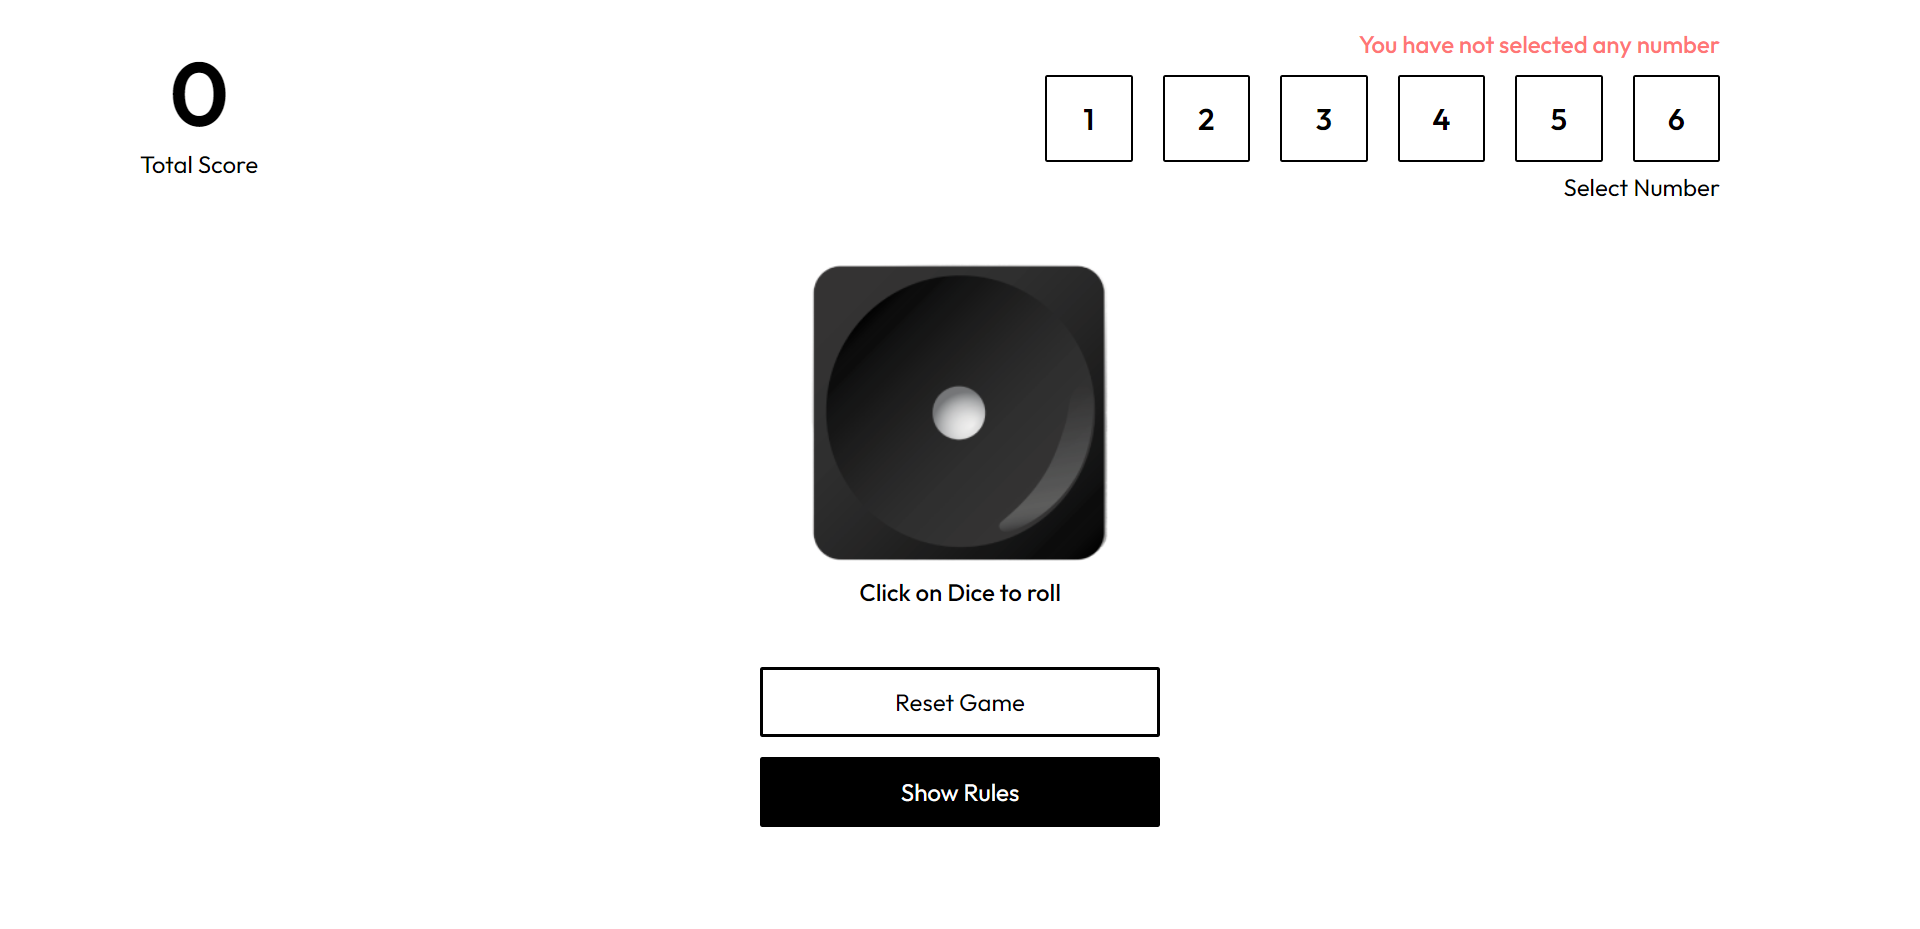 0
Total Score
You have not selected any number
1 2 3 4 5 6
Select Number
Click on Dice to roll
Reset Game
Show Rules